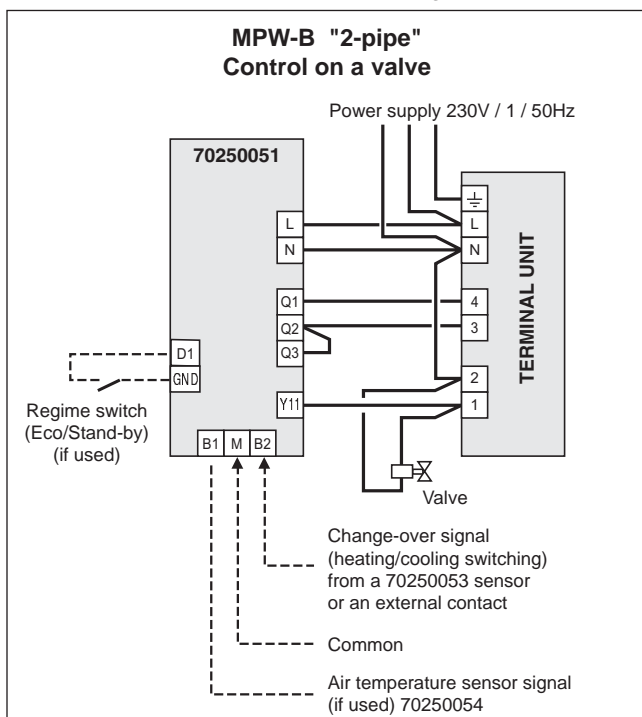 MPW-B "2-pipe"
Control on a valve
Power supply 230V / 1 / 50Hz
70250051
L
N
Q1
Q2
Q3
Y11
D1
GND
B1 M B2
L
N
4
3
2
1
TERMINAL UNIT
Regime switch
(Eco/Stand-by)
(if used)
Valve
Change-over signal
(heating/cooling switching)
from a 70250053 sensor
or an external contact
Common
Air temperature sensor signal
(if used) 70250054